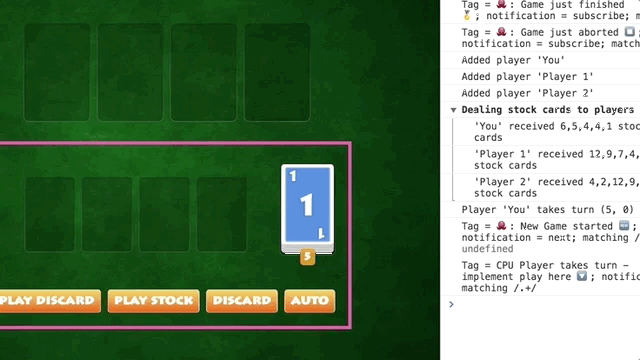 1
1
1
5
PLAY DISCARD
PLAY STOCK
DISCARD
AUTO
Tag = 🐙: Game just finished
🏅; notification = subscribe; m
Tag = 🐙: Game just aborted ⏹;
notification = subscribe; matc
Added player 'You'
Added player 'Player 1'
Added player 'Player 2'
Dealing stock cards to players
'You' received 6,5,4,4,1 stoc
cards
'Player 1' received 12,9,7,4,
stock cards
'Player 2' received 4,2,12,9,
stock cards
Player 'You' takes turn (5, 0)
Tag = 🐙: New Game started 🆕;
notification = next; matching /
undefined
Tag = CPU Player takes turn –
implement play here 🔽; notific
matching /.+/